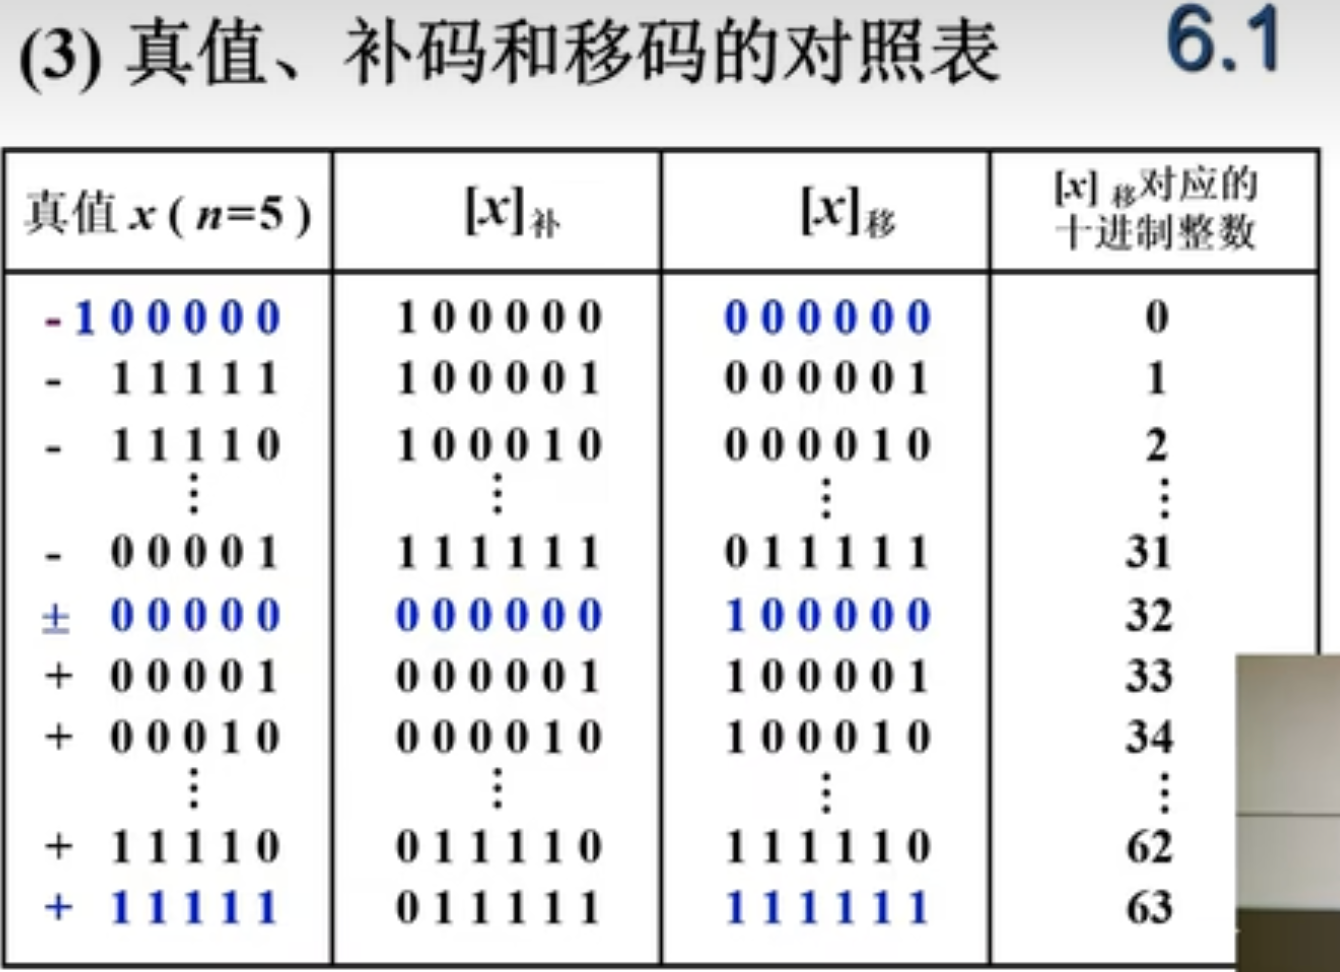 (3) 真值、补码和移码的对照表 6.1
真值 x ( n=5 ) [x]补 [x]移 [x]移对应的
十进制整数
-100000 100000 000000 0
- 11111 100001 000001 1
- 11110 100010 000010 2
⋮ ⋮ ⋮ ⋮
- 00001 111111 011111 31
± 00000 000000 100000 32
+ 00001 000001 100001 33
+ 00010 000010 100010 34
⋮ ⋮ ⋮ ⋮
+ 11110 011110 111110 62
+ 11111 011111 111111 63